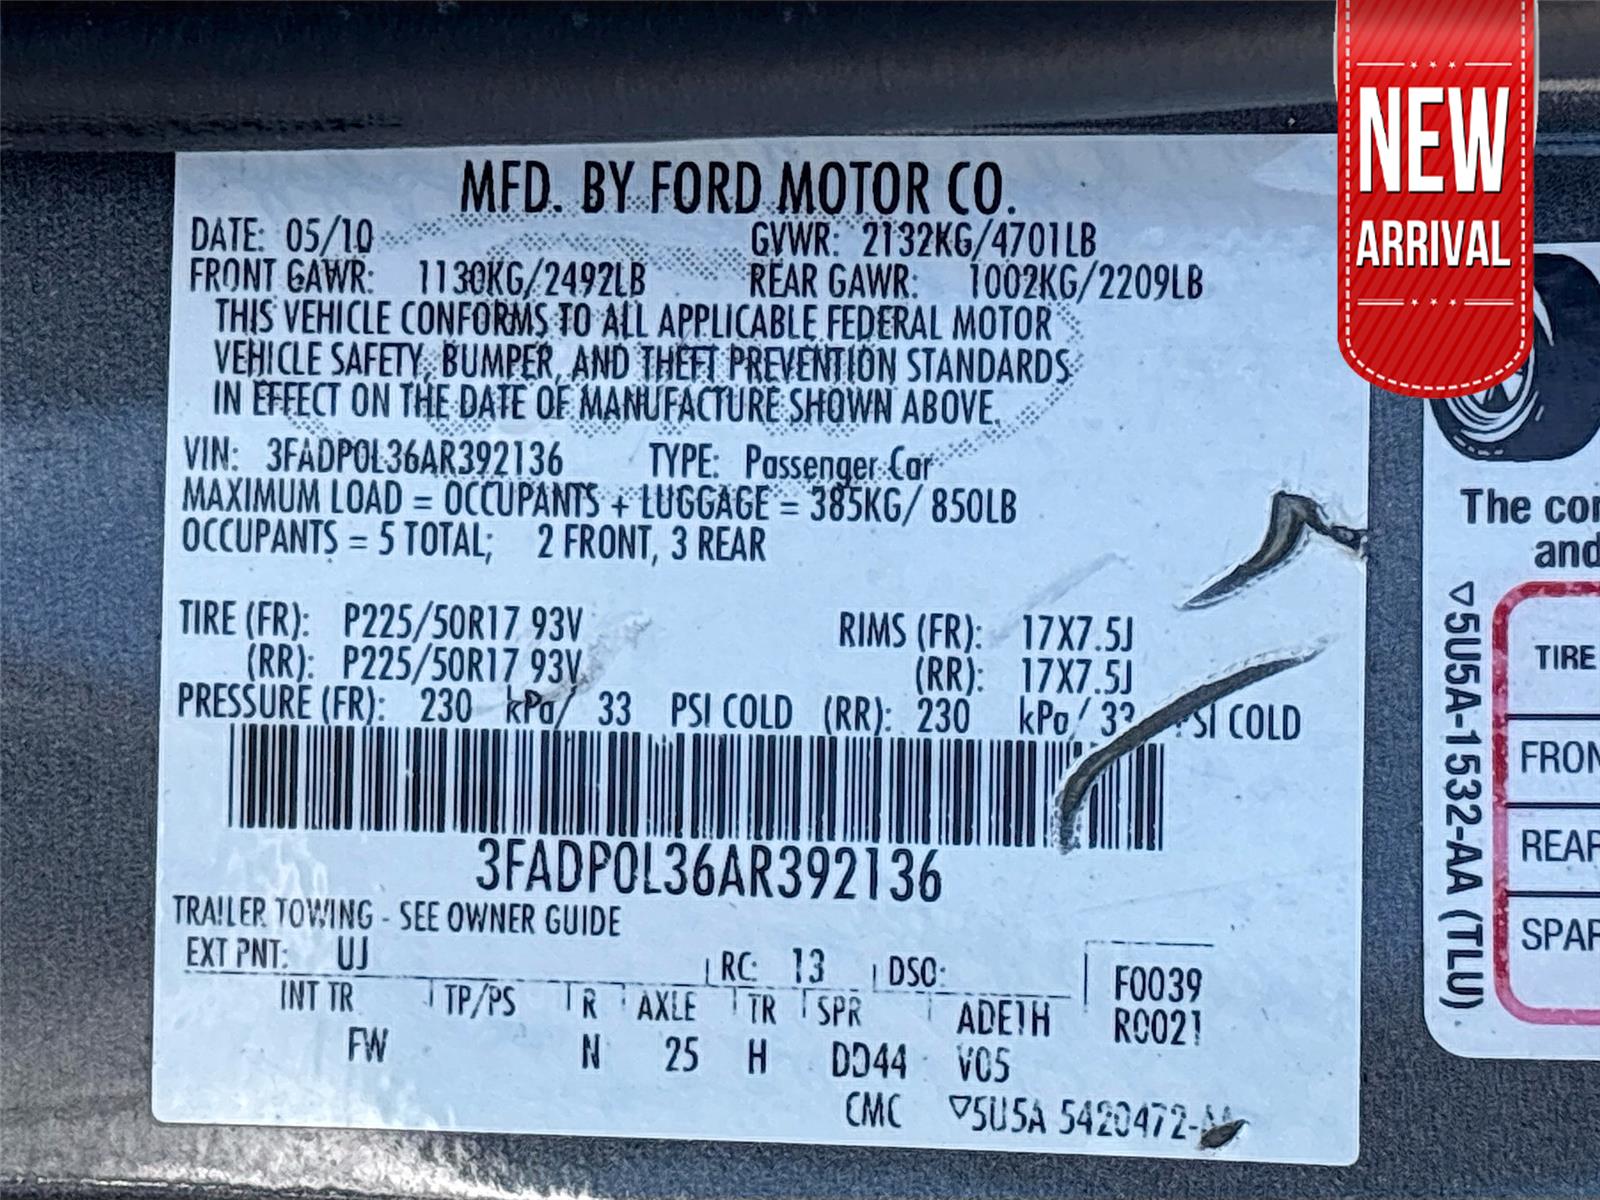 NEW
ARRIVAL
MFD. BY FORD MOTOR CO.
DATE: 05/10 GVWR: 2132KG/4701LB
FRONT GAWR: 1130KG/2492LB REAR GAWR: 1002KG/2209LB
THIS VEHICLE CONFORMS TO ALL APPLICABLE FEDERAL MOTOR
VEHICLE SAFETY, BUMPER, AND THEFT PREVENTION STANDARDS
IN EFFECT ON THE DATE OF MANUFACTURE SHOWN ABOVE.
VIN: 3FADP0L36AR392136 TYPE: Passenger Car
MAXIMUM LOAD = OCCUPANTS + LUGGAGE = 385KG/ 850LB
OCCUPANTS = 5 TOTAL; 2 FRONT, 3 REAR
TIRE (FR): P225/50R17 93V RIMS (FR): 17X7.5J
(RR): P225/50R17 93V (RR): 17X7.5J
PRESSURE (FR): 230 kPa/ 33 PSI COLD (RR): 230 kPa/ 33 PSI COLD
3FADP0L36AR392136
TRAILER TOWING - SEE OWNER GUIDE
EXT PNT: UJ RC: 13 DSO: F0039
INT TR TP/PS R AXLE TR SPR ADE1H R0021
FW N 25 H DD44 V05
CMC ▽5U5A 5420472-
The
and
▽5U5A-1532-AA (TLU)
TIRE
FRON
REAR
SPAR